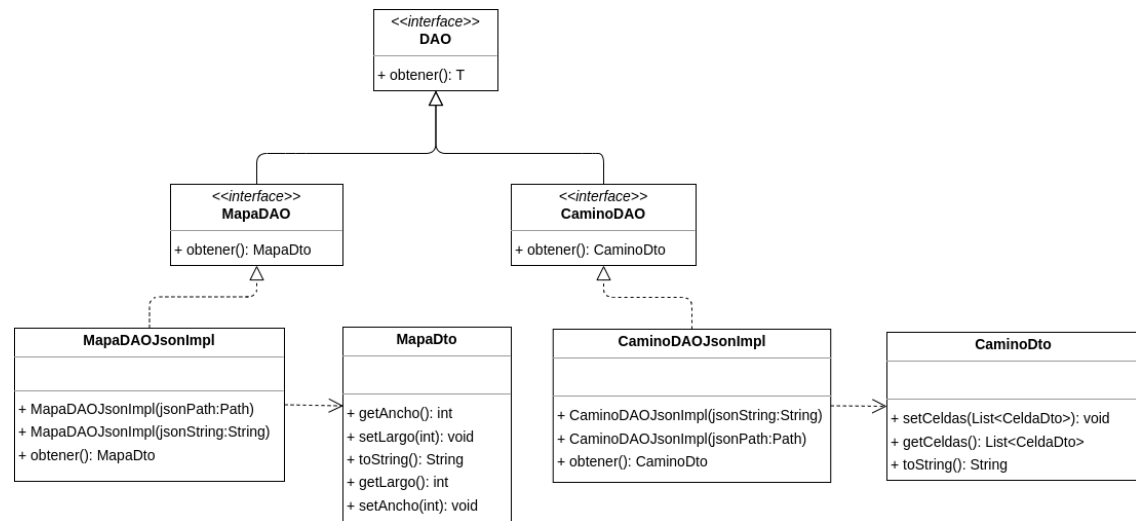 <<interface>>
DAO
+ obtener(): T
<<interface>>
MapaDAO
+ obtener(): MapaDto
<<interface>>
CaminoDAO
+ obtener(): CaminoDto
MapaDAOJsonImpl
+ MapaDAOJsonImpl(jsonPath:Path)
+ MapaDAOJsonImpl(jsonString:String)
+ obtener(): MapaDto
MapaDto
+ getAncho(): int
+ setLargo(int): void
+ toString(): String
+ getLargo(): int
+ setAncho(int): void
CaminoDAOJsonImpl
+ CaminoDAOJsonImpl(jsonString:String)
+ CaminoDAOJsonImpl(jsonPath:Path)
+ obtener(): CaminoDto
CaminoDto
+ setCeldas(List<CeldaDto>): void
+ getCeldas(): List<CeldaDto>
+ toString(): String